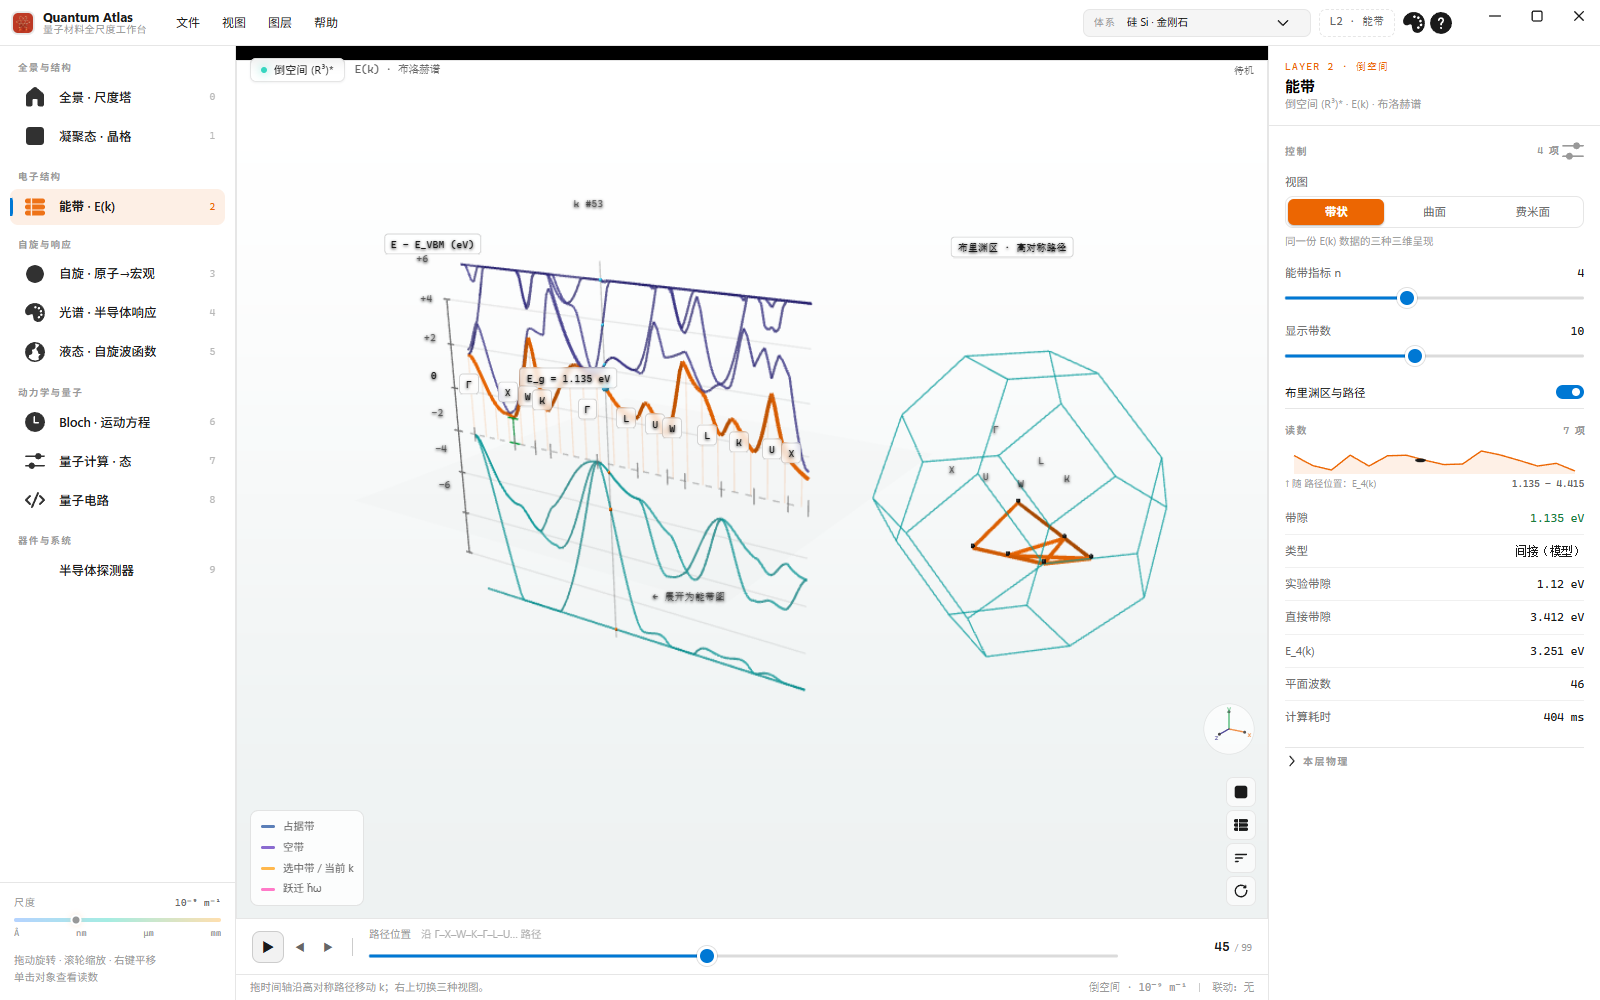 Quantum Atlas
量子材料全尺度工作台
文件
视图
图层
帮助
体系 硅 Si · 金刚石
L2 · 能带
?
全景与结构
全景 · 尺度塔 0
凝聚态 · 晶格 1
电子结构
能带 · E(k) 2
自旋与响应
自旋 · 原子→宏观 3
光谱 · 半导体响应 4
液态 · 自旋波函数 5
动力学与量子
Bloch · 运动方程 6
量子计算 · 态 7
量子电路 8
器件与系统
半导体探测器 9
尺度 10⁻⁹ m⁻¹
Å nm μm mm
拖动旋转 · 滚轮缩放 · 右键平移
单击对象查看读数
倒空间 (R³)* E(k) · 布洛赫谱
待机
k #53
E − E_VBM (eV)
+6
+4
+2
0
−2
−4
−6
E_g = 1.135 eV
Γ X W K Γ L U W L K U X
← 展开为能带图
布里渊区 · 高对称路径
Γ
X
U
L
W
K
Y
X
Z
占据带
空带
选中带 / 当前 k
跃迁 ħω
路径位置 沿 Γ–X–W–K–Γ–L–U… 路径
45 / 99
拖时间轴沿高对称路径移动 k；右上切换三种视图。
倒空间 · 10⁻⁹ m⁻¹ | 联动：无
LAYER 2 · 倒空间
能带
倒空间 (R³)* · E(k) · 布洛赫谱
控制 4 项
视图
带状 曲面 费米面
同一份 E(k) 数据的三种三维呈现
能带指标 n 4
显示带数 10
布里渊区与路径
读数 7 项
↑随 路径位置: E_4(k) 1.135 – 4.415
带隙 1.135 eV
类型 间接（模型）
实验带隙 1.12 eV
直接带隙 3.412 eV
E_4(k) 3.251 eV
平面波数 46
计算耗时 404 ms
本层物理